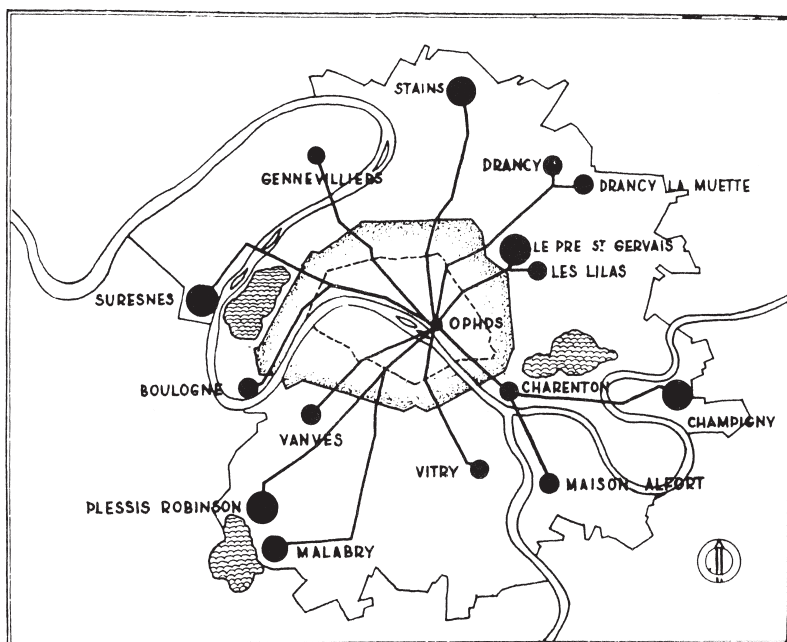 STAINS
GENNEVILLIERS
DRANCY
DRANCY LA MUETTE
LE PRE ST GERVAIS
LES LILAS
SURESNES
OPHDS
BOULOGNE
CHARENTON
CHAMPIGNY
VANVES
VITRY
MAISON ALFORT
PLESSIS ROBINSON
MALABRY